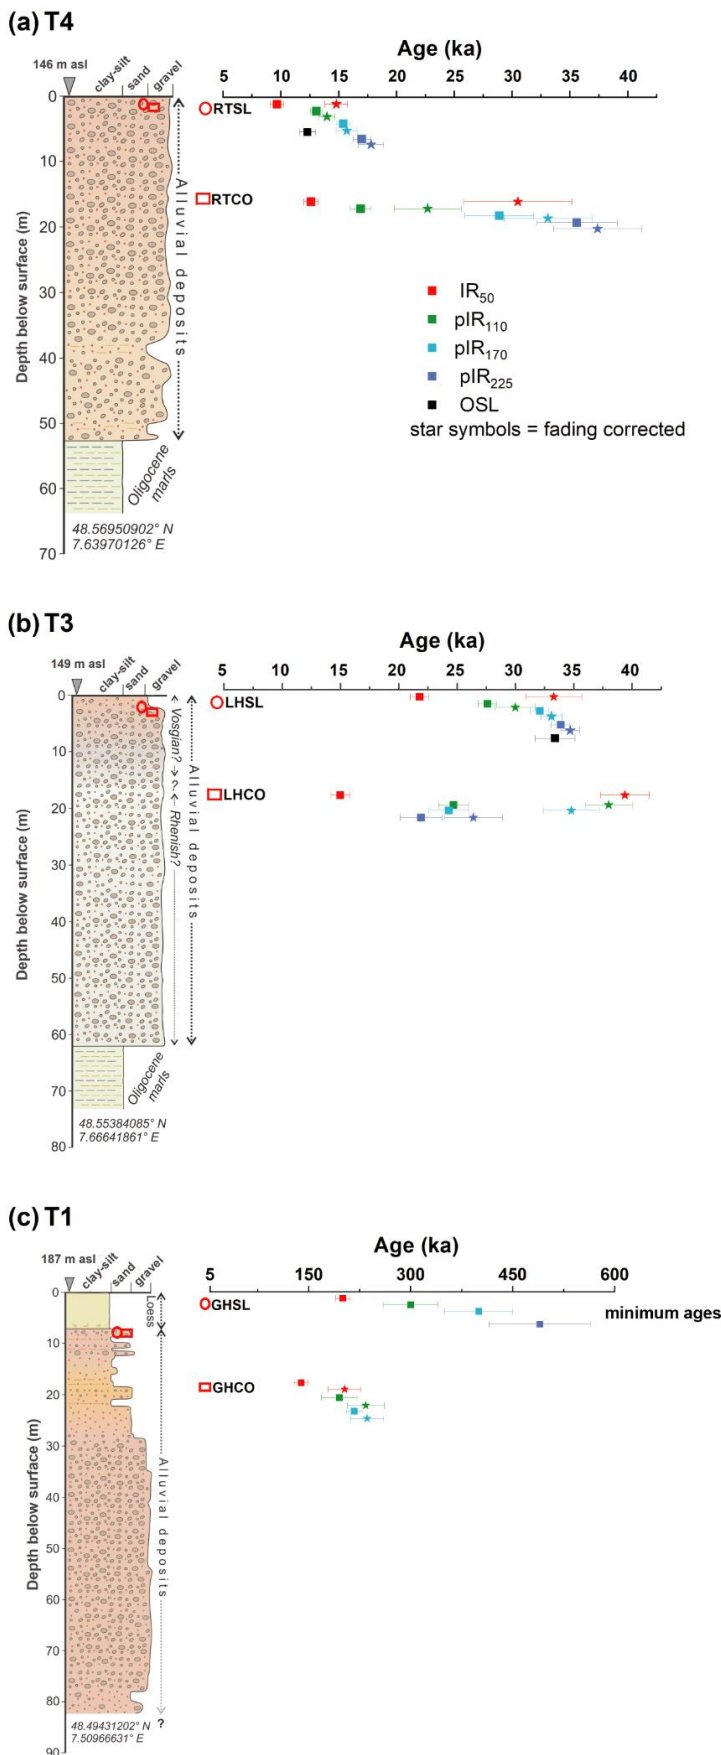 (a) T4
Age (ka)
146 m asl
clay-silt
sand
gravel
5 10 15 20 25 30 35 40
0
10
20
30
40
50
60
70
Depth below surface (m)
Alluvial deposits
RTSL
RTCO
IR50
pIR110
pIR170
pIR225
OSL
star symbols = fading corrected
Oligocene
marls
48.56950902° N
7.63970126° E
(b) T3
Age (ka)
149 m asl
clay-silt
sand
gravel
5 10 15 20 25 30 35 40
0
10
20
30
40
50
60
70
80
Depth below surface (m)
Vosgian?
?
Rhenish?
Alluvial deposits
LHSL
LHCO
Oligocene
marls
48.55384085° N
7.66641861° E
(c) T1
Age (ka)
187 m asl
clay-silt
sand
gravel
5 150 300 450 600
0
10
20
30
40
50
60
70
80
90
Depth below surface (m)
Loess
Alluvial deposits
?
GHSL
minimum ages
GHCO
48.49431202° N
7.50966631° E